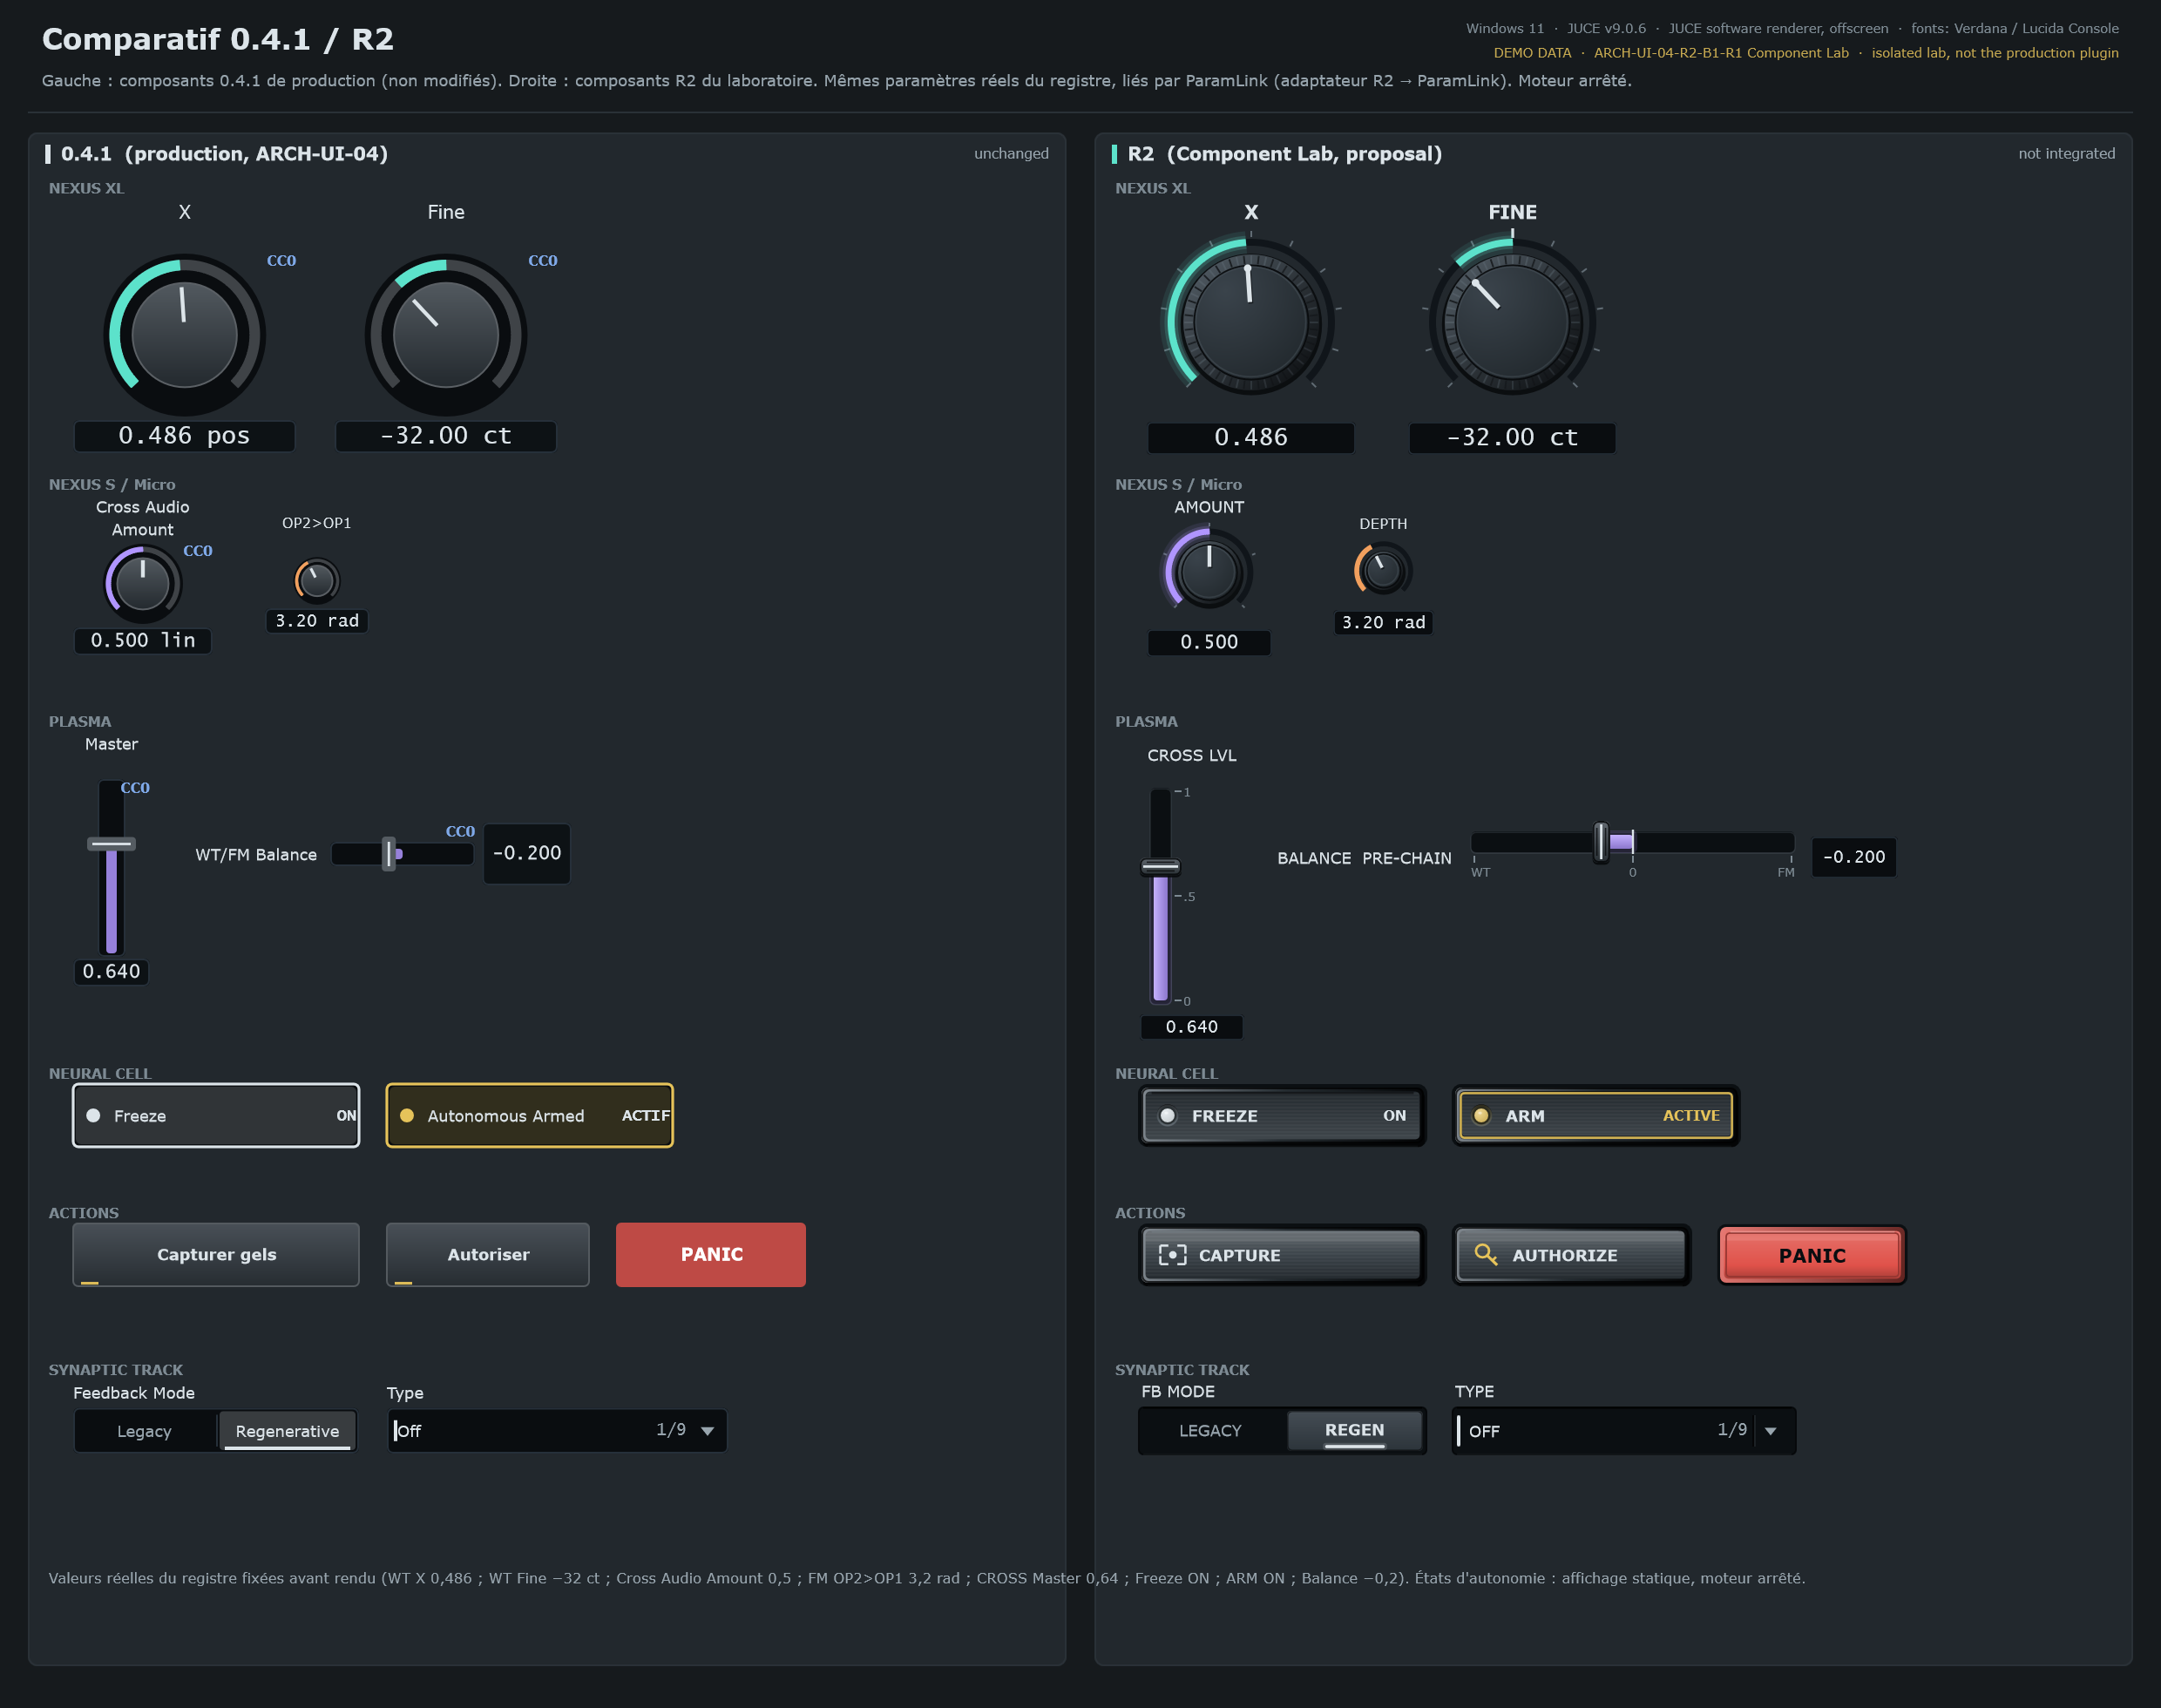 Comparatif 0.4.1 / R2
Windows 11 · JUCE v9.0.6 · JUCE software renderer, offscreen · fonts: Verdana / Lucida Console
DEMO DATA · ARCH-UI-04-R2-B1-R1 Component Lab · isolated lab, not the production plugin
Gauche : composants 0.4.1 de production (non modifiés). Droite : composants R2 du laboratoire. Mêmes paramètres réels du registre, liés par ParamLink (adaptateur R2 → ParamLink). Moteur arrêté.
0.4.1 (production, ARCH-UI-04)
unchanged
NEXUS XL
X
Fine
CC0
CC0
0.486 pos
-32.00 ct
NEXUS S / Micro
Cross Audio
Amount
OP2>OP1
CC0
0.500 lin
3.20 rad
PLASMA
Master
CC0
WT/FM Balance
CC0
-0.200
0.640
NEURAL CELL
Freeze
ON
Autonomous Armed
ACTIF
ACTIONS
Capturer gels
Autoriser
PANIC
SYNAPTIC TRACK
Feedback Mode
Type
Legacy
Regenerative
Off
1/9
R2 (Component Lab, proposal)
not integrated
NEXUS XL
X
FINE
0.486
-32.00 ct
NEXUS S / Micro
AMOUNT
DEPTH
0.500
3.20 rad
PLASMA
CROSS LVL
1
.5
0
BALANCE PRE-CHAIN
WT
0
FM
-0.200
0.640
NEURAL CELL
FREEZE
ON
ARM
ACTIVE
ACTIONS
CAPTURE
AUTHORIZE
PANIC
SYNAPTIC TRACK
FB MODE
TYPE
LEGACY
REGEN
OFF
1/9
Valeurs réelles du registre fixées avant rendu (WT X 0,486 ; WT Fine −32 ct ; Cross Audio Amount 0,5 ; FM OP2>OP1 3,2 rad ; CROSS Master 0,64 ; Freeze ON ; ARM ON ; Balance −0,2). États d'autonomie : affichage statique, moteur arrêté.